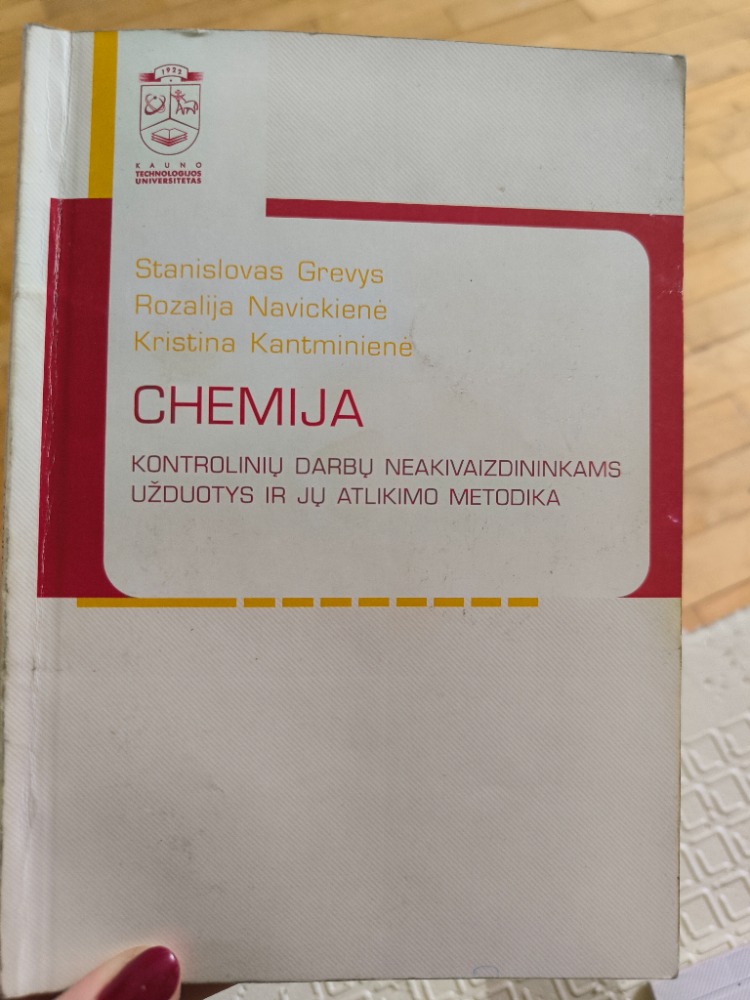 1922
KAUNO
TECHNOLOGIJOS
UNIVERSITETAS
Stanislovas Grevys
Rozalija Navickienė
Kristina Kantminienė
CHEMIJA
KONTROLINIŲ DARBŲ NEAKIVAIZDININKAMS
UŽDUOTYS IR JŲ ATLIKIMO METODIKA